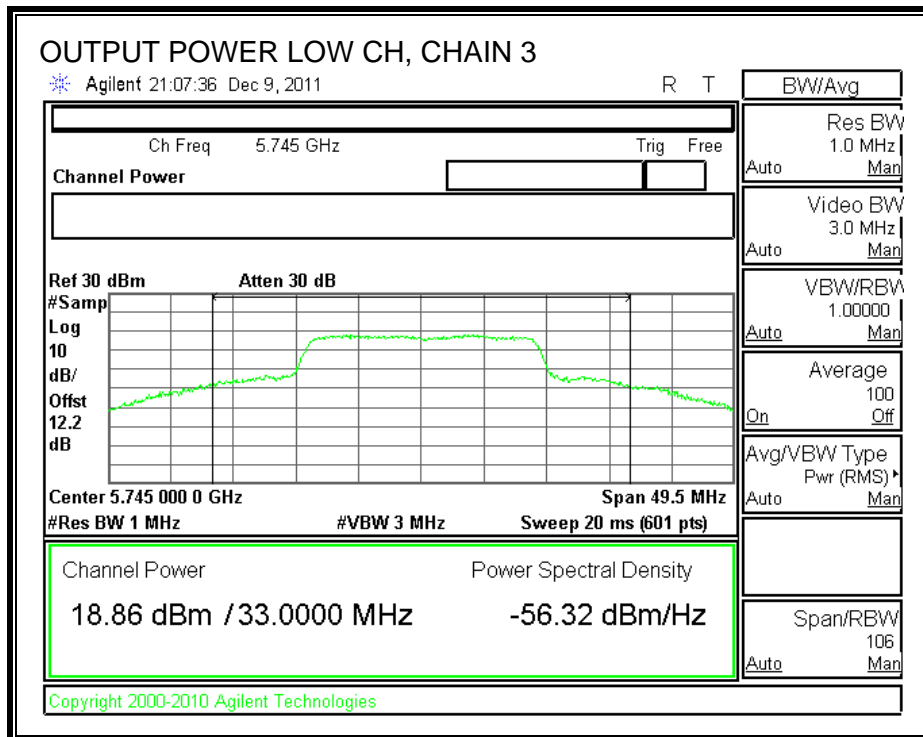 OUTPUT POWER LOW CH, CHAIN 3
Agilent 21:07:36 Dec 9, 2011 R T
BW/Avg
Ch Freq 5.745 GHz Trig Free
Channel Power
Res BW
1.0 MHz
Auto Man
Video BW
3.0 MHz
Auto Man
VBW/RBW
1.00000
Auto Man
Average
100
On Off
Avg/VBW Type
Pwr (RMS)
Auto Man
Span/RBW
106
Auto Man
Ref 30 dBm Atten 30 dB
#Samp
Log
10
dB/
Offst
12.2
dB
Center 5.745 000 0 GHz Span 49.5 MHz
#Res BW 1 MHz #VBW 3 MHz Sweep 20 ms (601 pts)
Channel Power Power Spectral Density
18.86 dBm / 33.0000 MHz -56.32 dBm/Hz
Copyright 2000-2010 Agilent Technologies